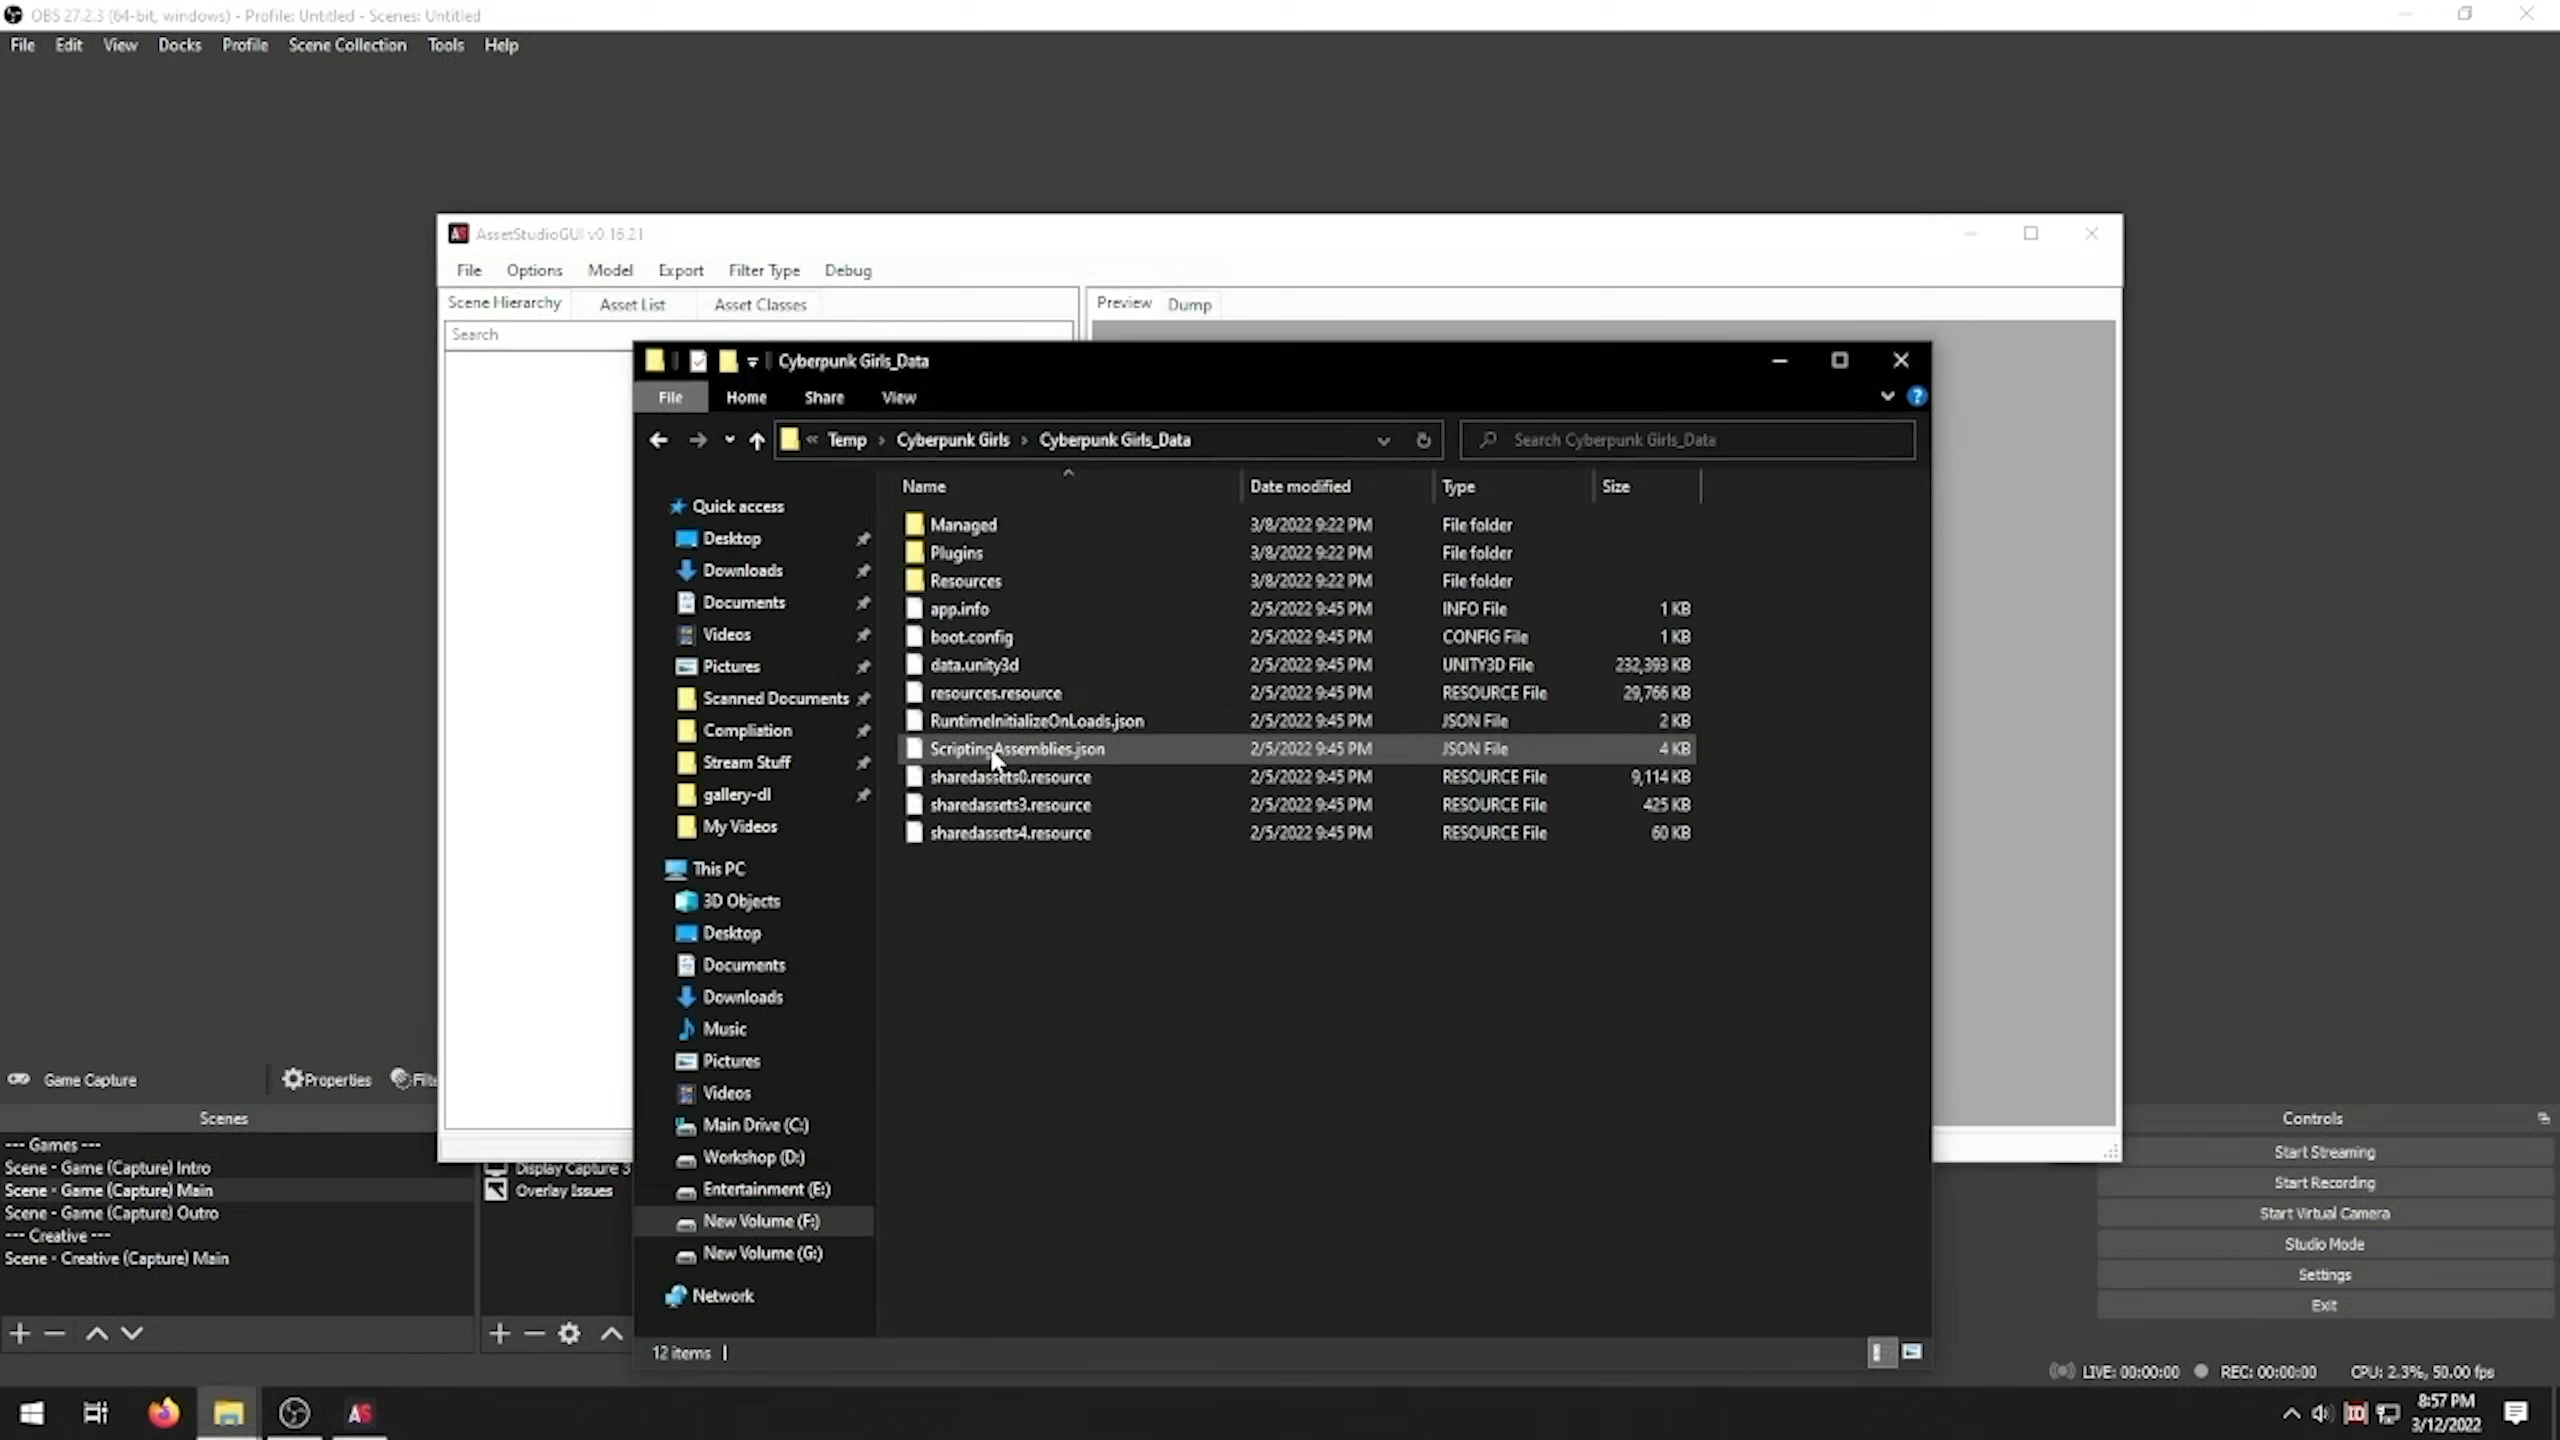 OBS 27.2.3 (64-bit, windows) - Profile: Untitled - Scenes: Untitled
File Edit View Docks Profile Scene Collection Tools Help
AssetStudioGUI v0.16.21
File Options Model Export Filter Type Debug
Scene Hierarchy Asset List Asset Classes
Preview Dump
Search
Cyberpunk Girls_Data
File Home Share View
« Temp › Cyberpunk Girls › Cyberpunk Girls_Data
Search Cyberpunk Girls_Data
Name Date modified Type Size
Managed 3/8/2022 9:22 PM File folder
Plugins 3/8/2022 9:22 PM File folder
Resources 3/8/2022 9:22 PM File folder
app.info 2/5/2022 9:45 PM INFO File 1 KB
boot.config 2/5/2022 9:45 PM CONFIG File 1 KB
data.unity3d 2/5/2022 9:45 PM UNITY3D File 232,393 KB
resources.resource 2/5/2022 9:45 PM RESOURCE File 29,766 KB
RuntimeInitializeOnLoads.json 2/5/2022 9:45 PM JSON File 2 KB
ScriptingAssemblies.json 2/5/2022 9:45 PM JSON File 4 KB
sharedassets0.resource 2/5/2022 9:45 PM RESOURCE File 9,114 KB
sharedassets3.resource 2/5/2022 9:45 PM RESOURCE File 425 KB
sharedassets4.resource 2/5/2022 9:45 PM RESOURCE File 60 KB
Quick access
Desktop
Downloads
Documents
Videos
Pictures
Scanned Documents
Compliation
Stream Stuff
gallery-dl
My Videos
This PC
3D Objects
Desktop
Documents
Downloads
Music
Pictures
Videos
Main Drive (C:)
Workshop (D:)
Entertainment (E:)
New Volume (F:)
New Volume (G:)
Network
12 items
Game Capture Properties Filte
Scenes
--- Games ---
Scene - Game (Capture) Intro
Scene - Game (Capture) Main
Scene - Game (Capture) Outro
--- Creative ---
Scene - Creative (Capture) Main
Display Capture 3
Overlay Issues
Controls
Start Streaming
Start Recording
Start Virtual Camera
Studio Mode
Settings
Exit
LIVE: 00:00:00 REC: 00:00:00 CPU: 2.3%, 50.00 fps
AS
8:57 PM
3/12/2022